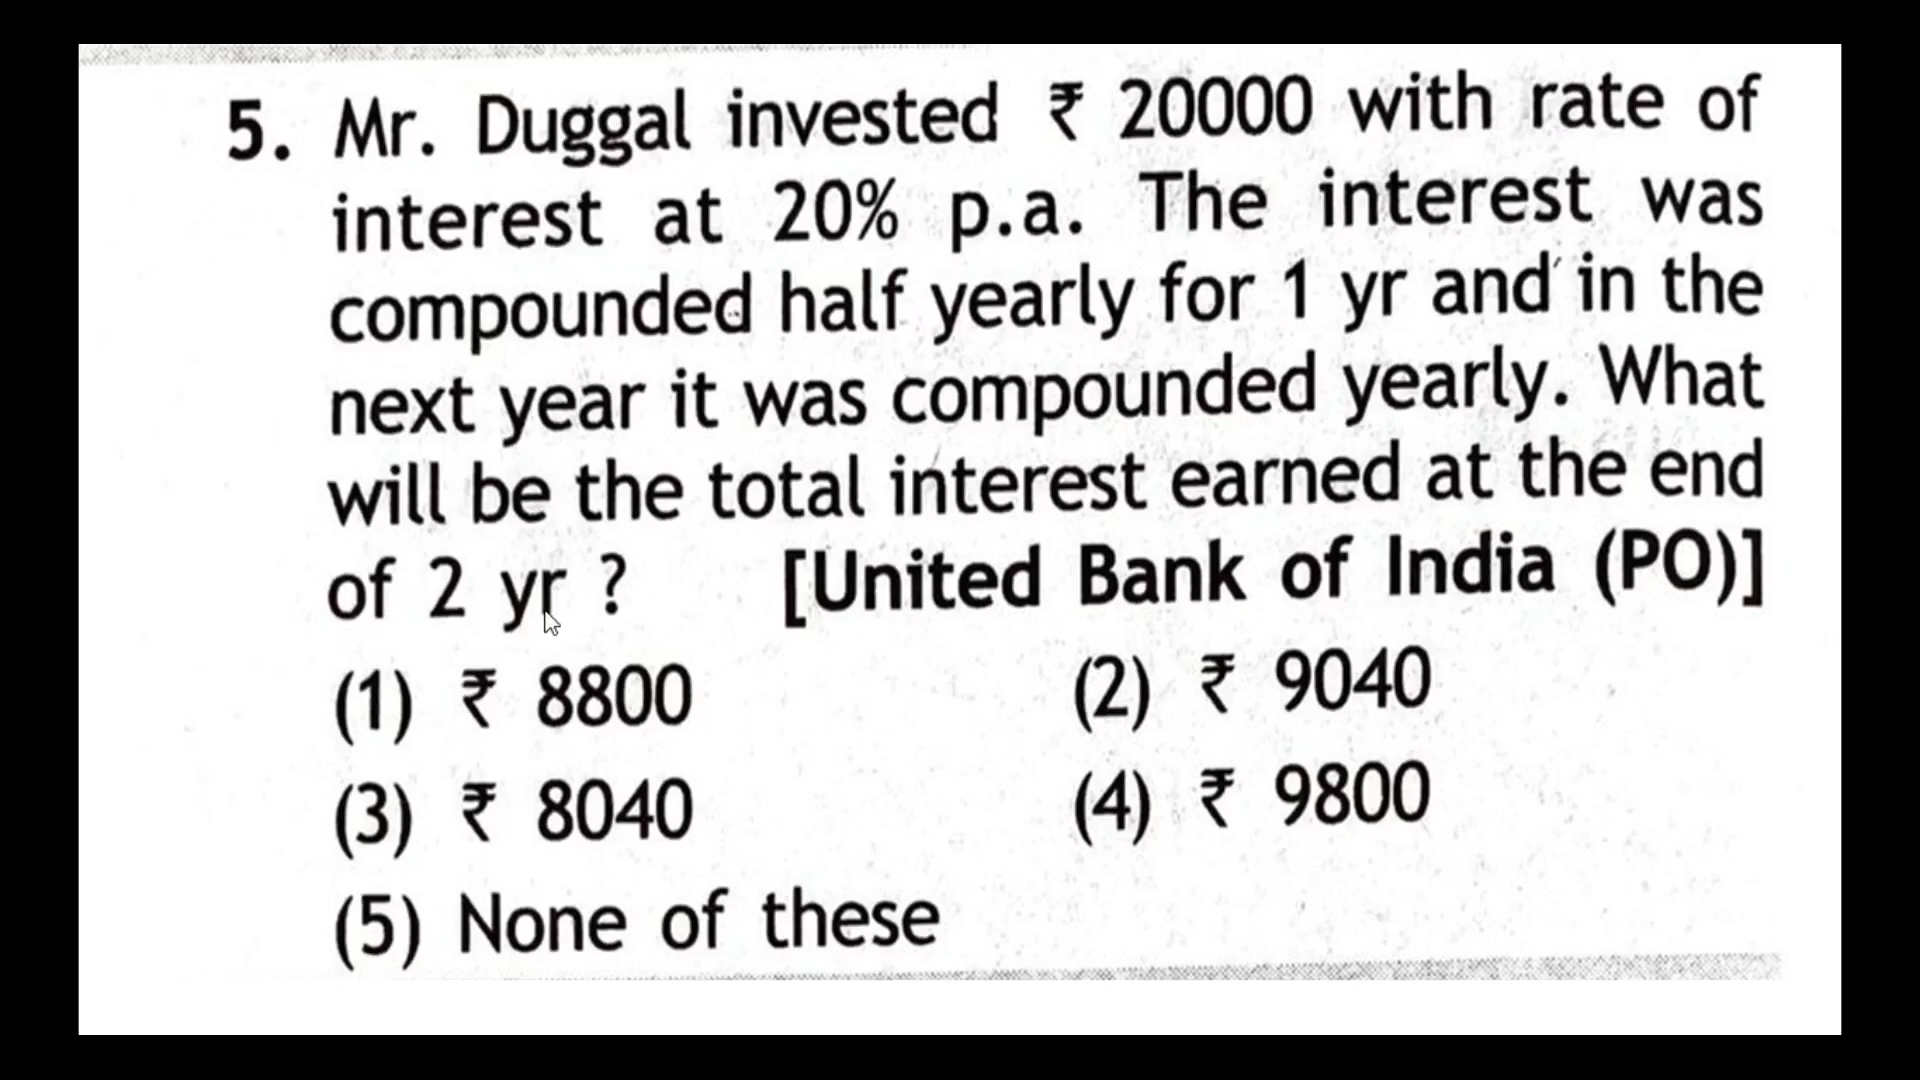 5. Mr. Duggal invested ₹ 20000 with rate of
interest at 20% p.a. The interest was
compounded half yearly for 1 yr and in the
next year it was compounded yearly. What
will be the total interest earned at the end
of 2 yr ? [United Bank of India (PO)]
(1) ₹ 8800 (2) ₹ 9040
(3) ₹ 8040 (4) ₹ 9800
(5) None of these